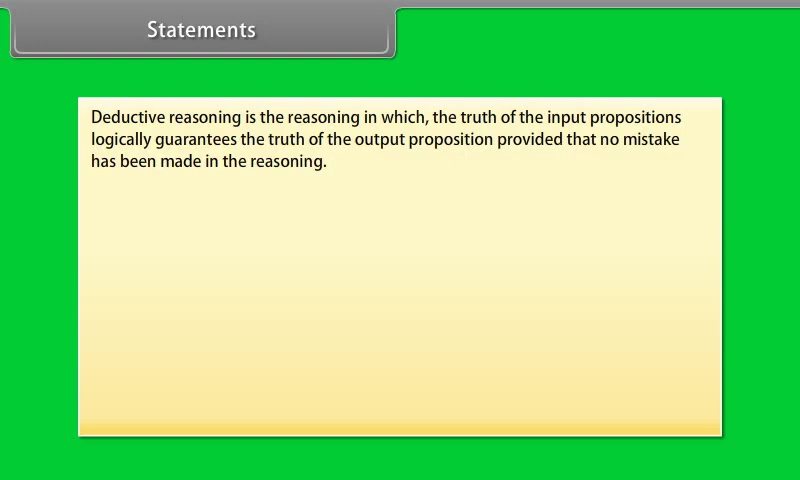 Statements
Deductive reasoning is the reasoning in which, the truth of the input propositions
logically guarantees the truth of the output proposition provided that no mistake
has been made in the reasoning.